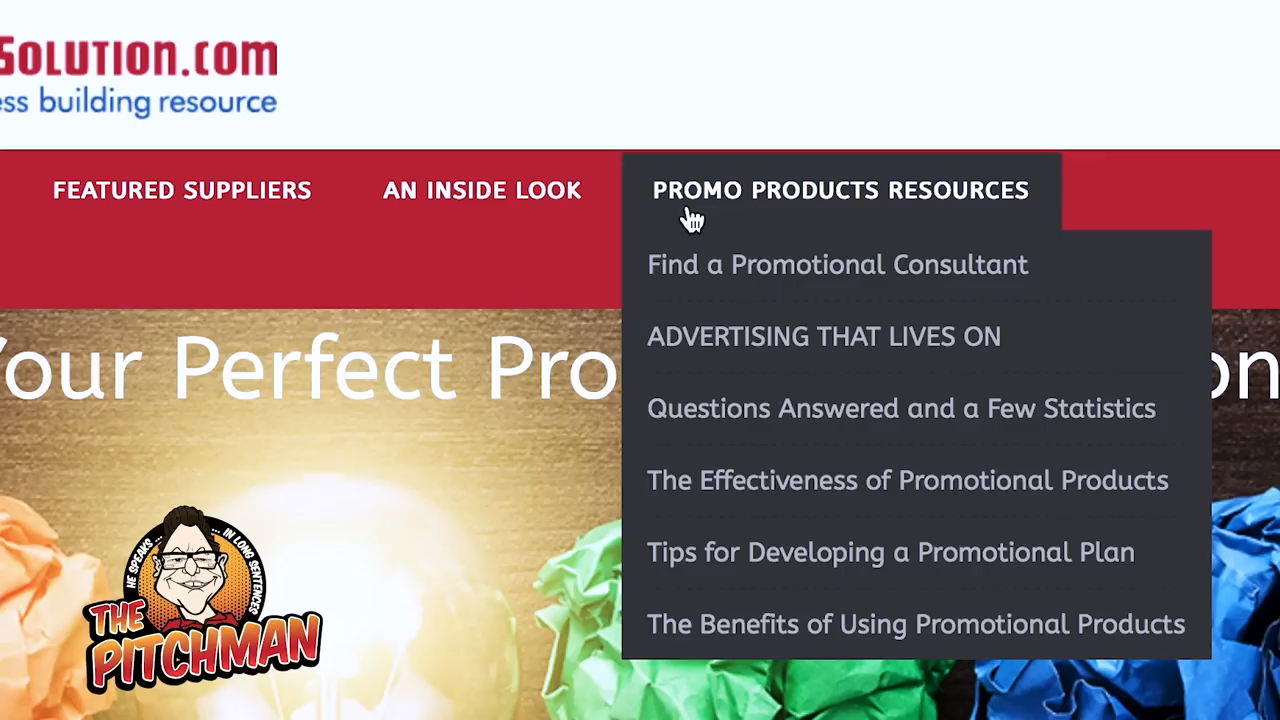 Solution.com
ess building resource
FEATURED SUPPLIERS
AN INSIDE LOOK
PROMO PRODUCTS RESOURCES
Find a Promotional Consultant
ADVERTISING THAT LIVES ON
Questions Answered and a Few Statistics
The Effectiveness of Promotional Products
Tips for Developing a Promotional Plan
The Benefits of Using Promotional Products
Your Perfect Pro
on
HE SPEAKS... ...IN LONG SENTENCES
THE
PITCHMAN